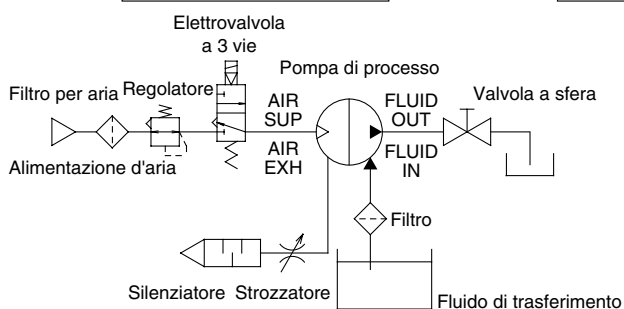 Elettrovalvola
a 3 vie
Regolatore
Pompa di processo
Filtro per aria
AIR
SUP
FLUID
OUT
Valvola a sfera
Alimentazione d'aria
AIR
EXH
FLUID
IN
Filtro
Silenziatore
Strozzatore
Fluido di trasferimento